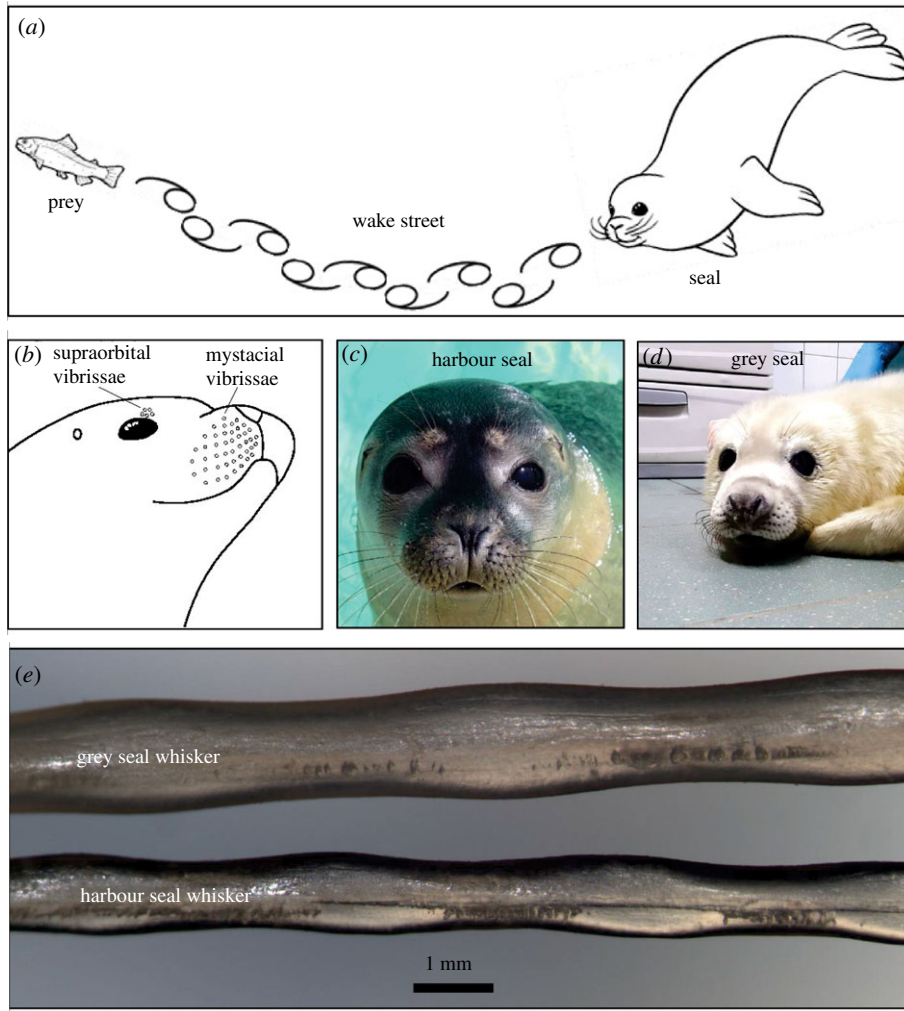 (a)
prey
wake street
seal
(b)
supraorbital
vibrissae
mystacial
vibrissae
(c)
harbour seal
(d)
grey seal
(e)
grey seal whisker
harbour seal whisker
1 mm